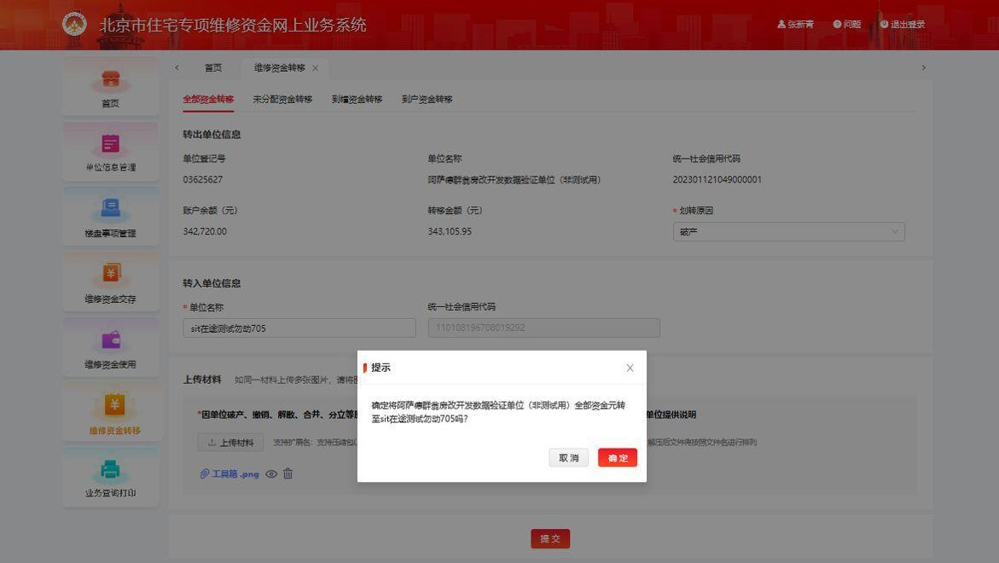 北京市住宅专项维修资金网上业务系统
张新青 问题 退出登录
首页 维修资金转移
首页
单位信息管理
楼盘事项管理
维修资金交存
维修资金使用
维修资金转移
业务查询打印
全部资金转移 未分配资金转移 到幢资金转移 到户资金转移
转出单位信息
单位登记号 单位名称 统一社会信用代码
03625627 阿萨德群翁房改开发数据验证单位（非测试用） 202301121049000001
账户余额（元） 转移金额（元） * 划转原因
342,720.00 343,105.95 破产
转入单位信息
* 单位名称 统一社会信用代码
sit在途测试勿动705 110108196708019292
上传材料 如同一材料上传多张图片，请将
*因单位破产、撤销、解散、合并、分立等 单位提供说明
上传材料 支持扩展名：支持压缩包 解压后文件将按照文件名进行排列
工具箱 .png
提示
确定将阿萨德群翁房改开发数据验证单位（非测试用）全部资金元转
至sit在途测试勿动705吗？
取消 确定
提交